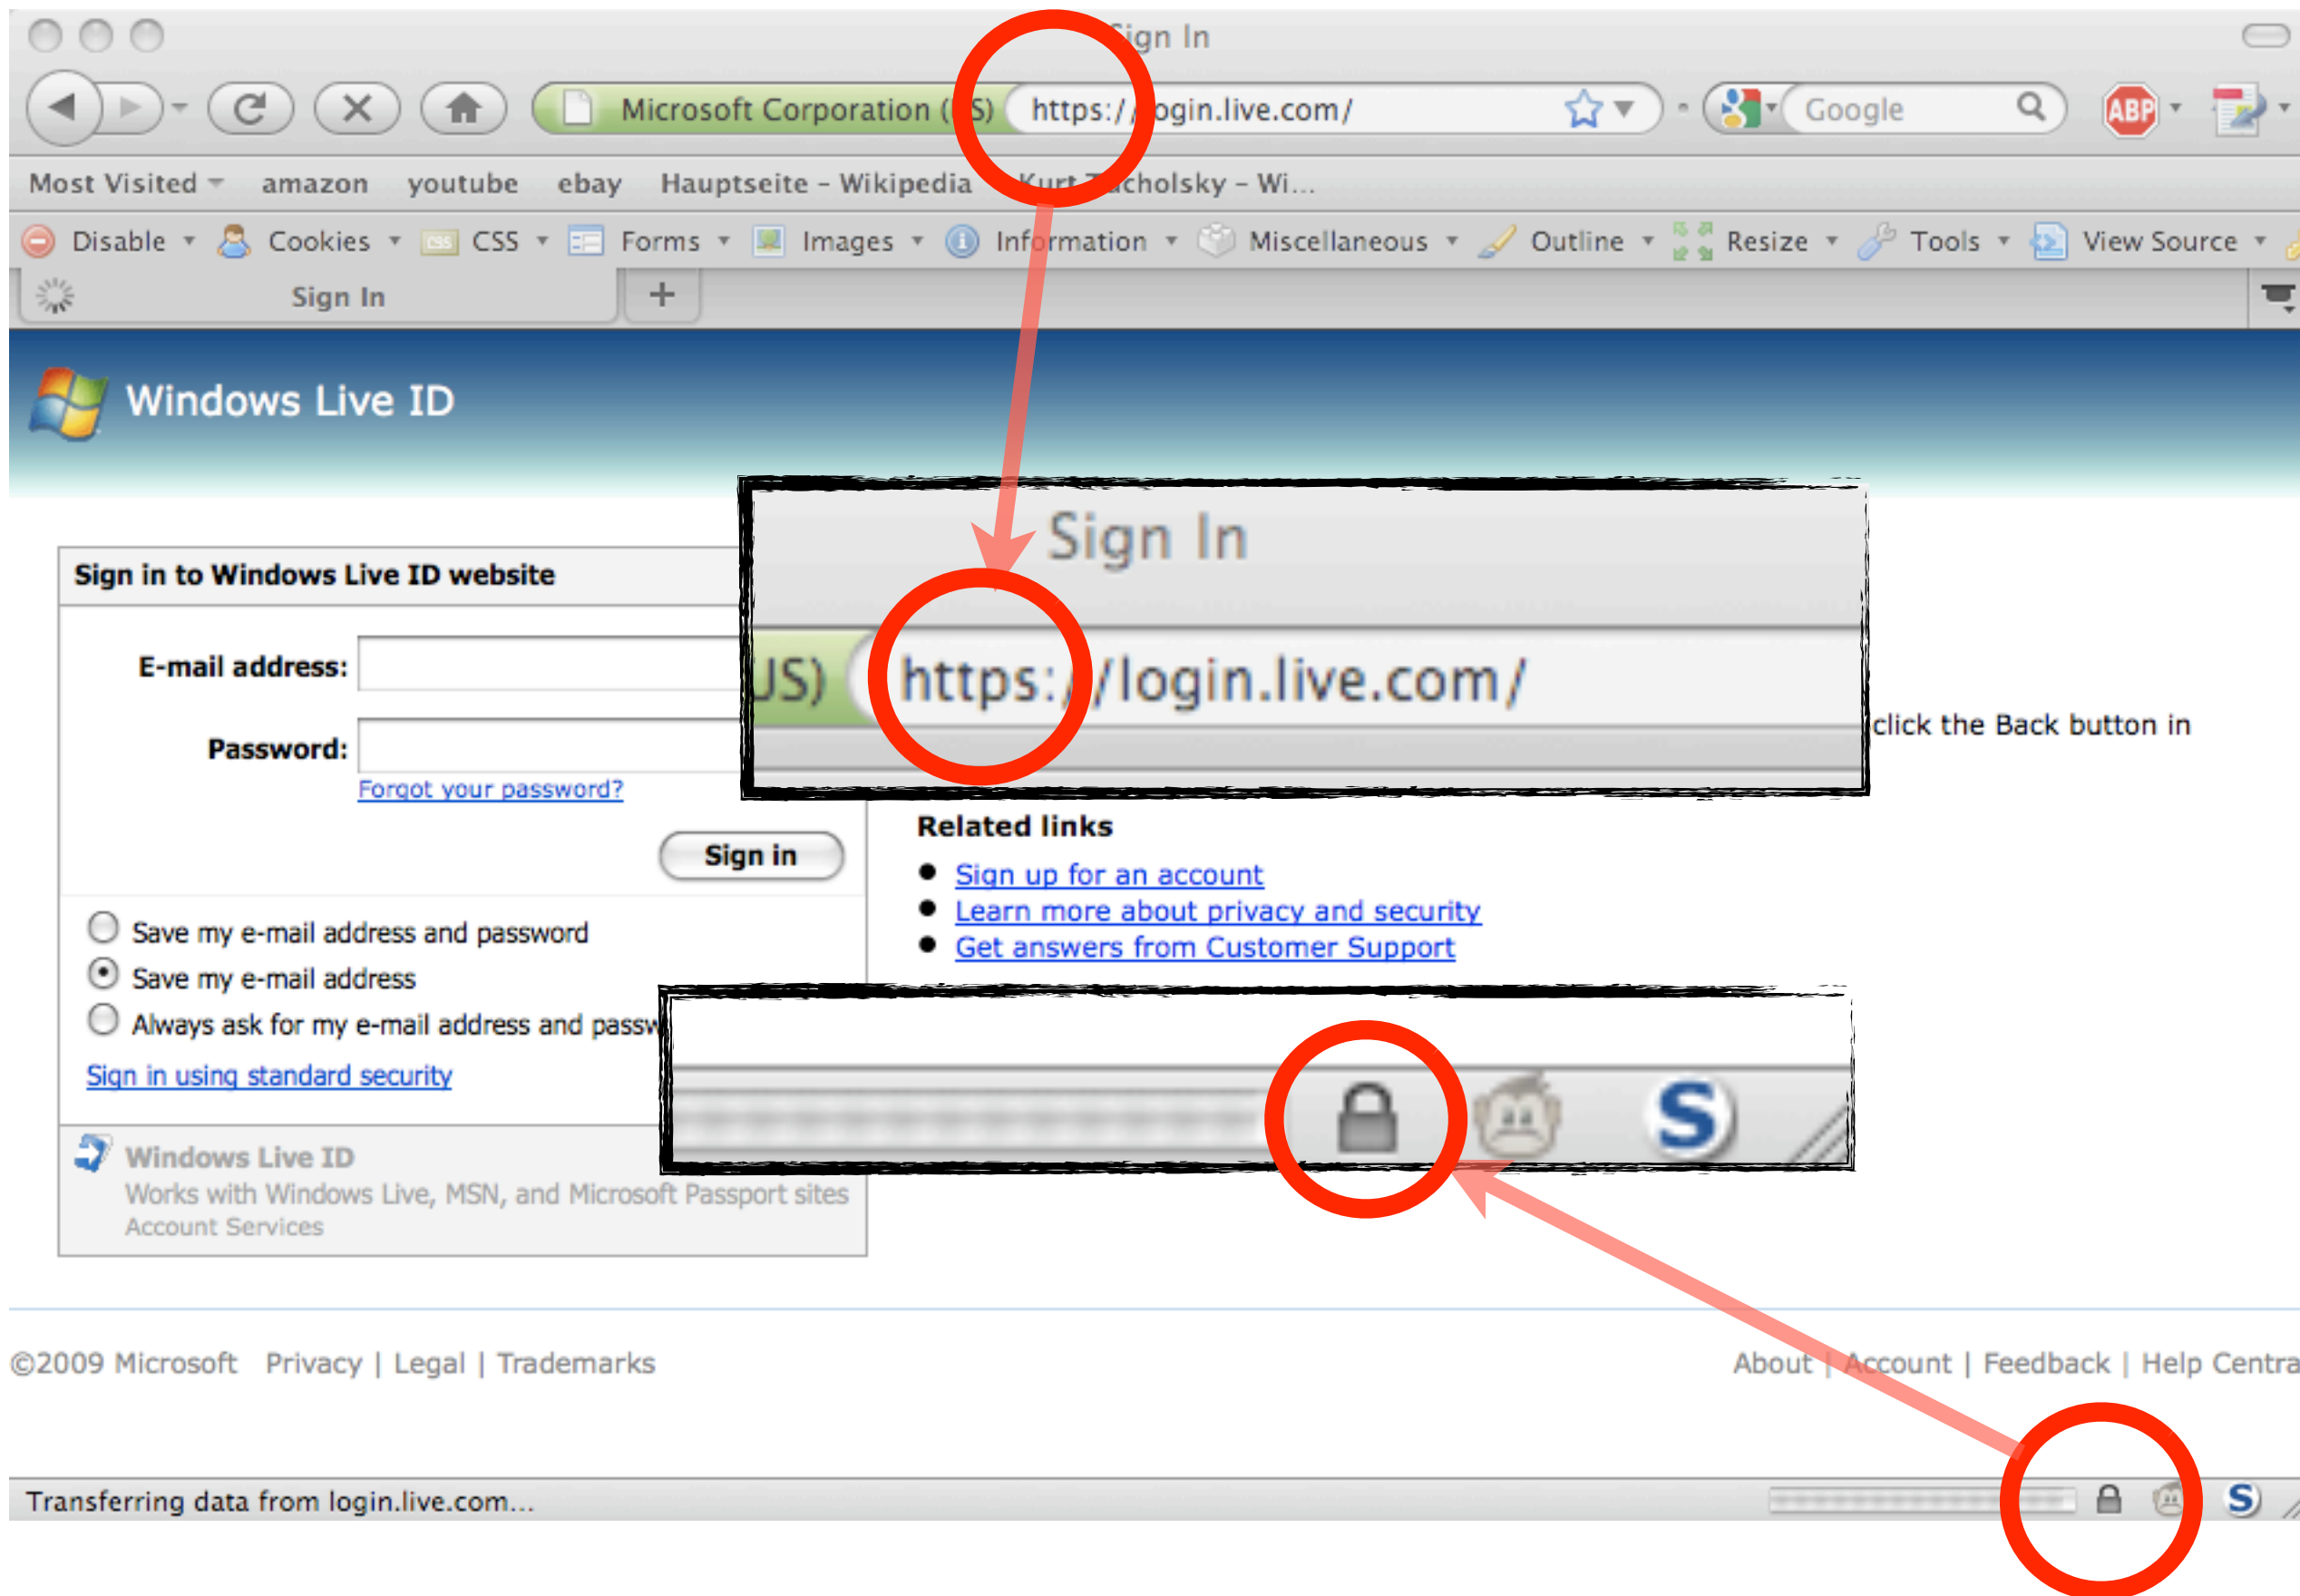 Sign In
Microsoft Corporation (US) https://login.live.com/ Google ABP
Most Visited amazon youtube ebay Hauptseite – Wikipedia Kurt Tucholsky – Wi...
Disable Cookies CSS CSS Forms Images Information Miscellaneous Outline Resize Tools View Source
Sign In +
Windows Live ID
Sign In
US) https://login.live.com/
Sign in to Windows Live ID website
E-mail address:
Password:
Forgot your password?
Sign in
Save my e-mail address and password
Save my e-mail address
Always ask for my e-mail address and passw
Sign in using standard security
Windows Live ID
Works with Windows Live, MSN, and Microsoft Passport sites
Account Services
click the Back button in
Related links
Sign up for an account
Learn more about privacy and security
Get answers from Customer Support
S
©2009 Microsoft Privacy | Legal | Trademarks
About | Account | Feedback | Help Centra
Transferring data from login.live.com...
S